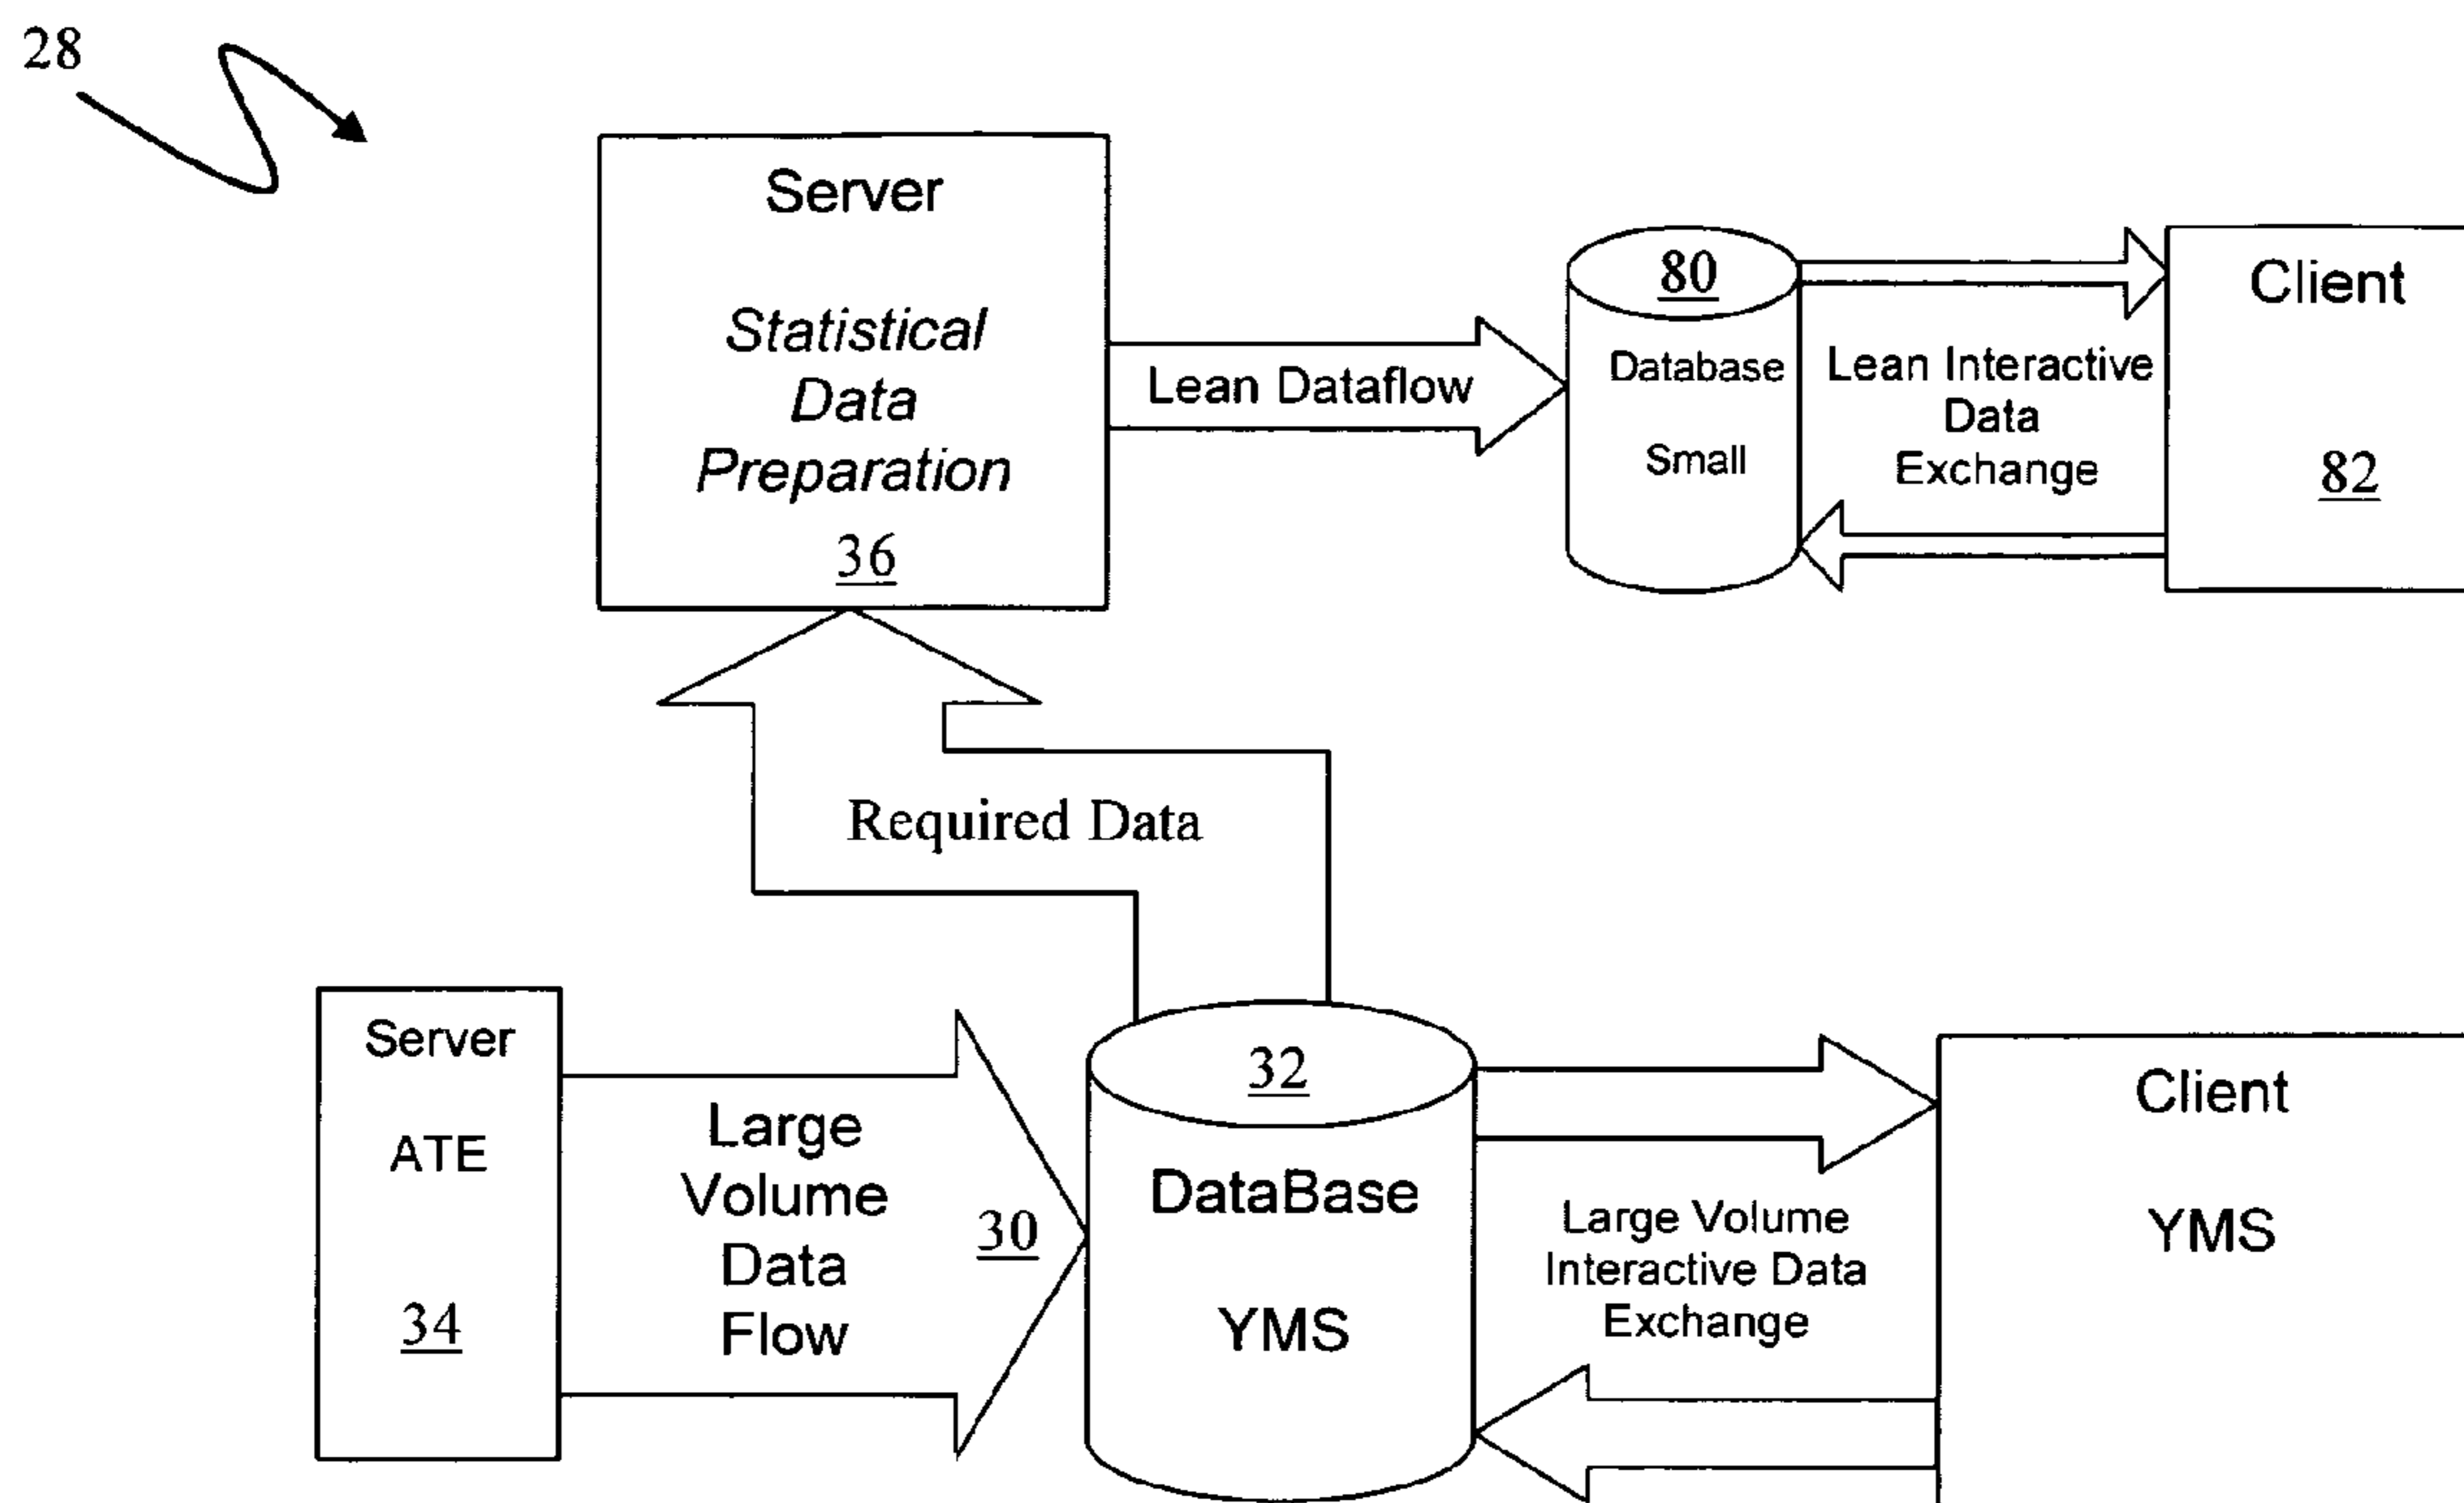 28
Server
Statistical
Data
Preparation
36
Lean Dataflow
80
Database
Small
Lean Interactive
Data
Exchange
Client
82
Required Data
Server
ATE
34
Large
Volume
Data
Flow
30
32
DataBase
YMS
Large Volume
Interactive Data
Exchange
Client
YMS